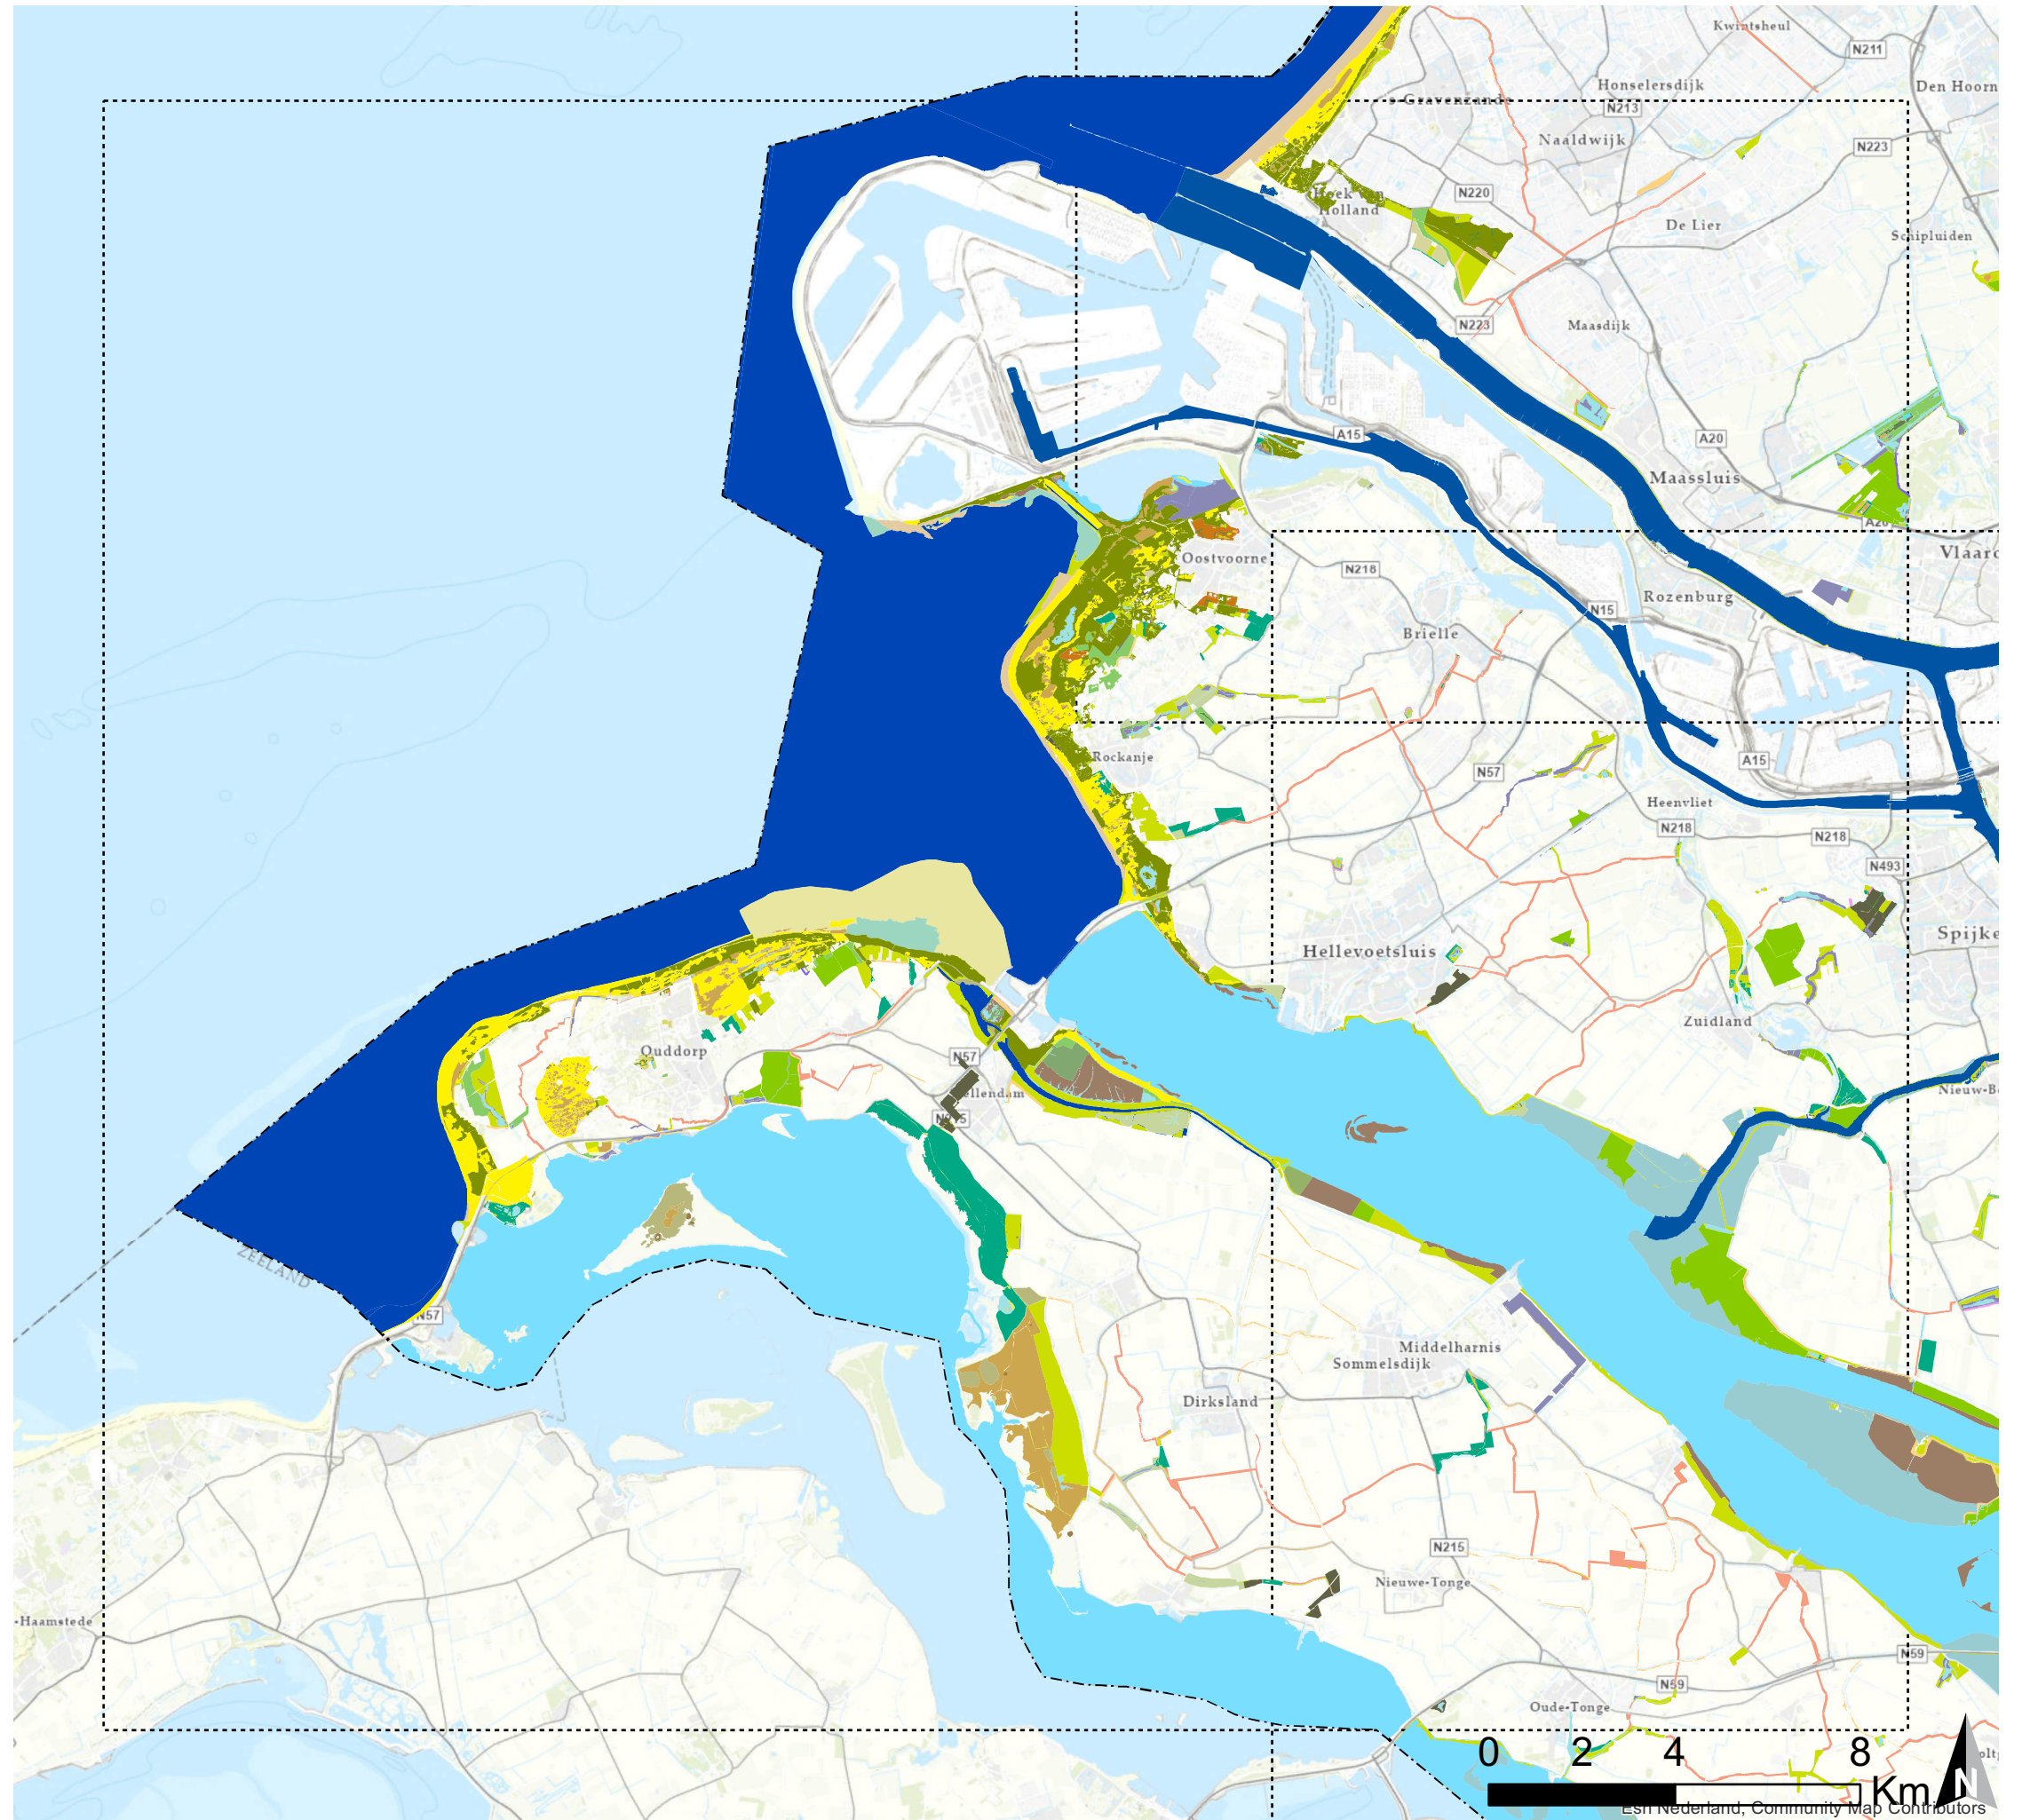 Kwintsheul
N211
Honselersdijk
Den Hoorn
's-Gravenzande
N213
Naaldwijk
N223
N220
Hoek van
Holland
De Lier
Schipluiden
N223
Maasdijk
A15
A20
Maassluis
A20
Vlaard
Oostvoorne
N218
Rozenburg
N15
Brielle
Rockanje
N57
A15
Heenvliet
N218
N218
N493
Hellevoetsluis
Spijke
Zuidland
Ouddorp
N57
ellendam
Nieuw-Be
N215
ZEELAND
N57
Middelharnis
Sommelsdijk
Dirksland
N215
Nieuwe-Tonge
-Haamstede
N59
N59
Oude-Tonge
0 2 4 8
Km
N
Esri Nederland, Community Map Contributors